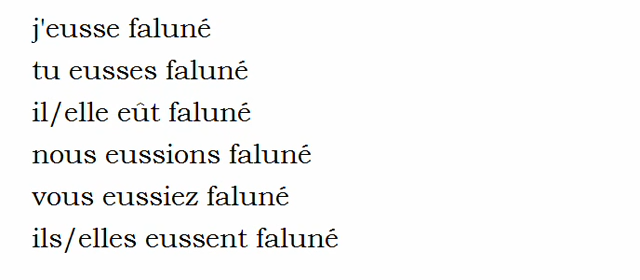 j'eusse faluné
tu eusses faluné
il/elle eût faluné
nous eussions faluné
vous eussiez faluné
ils/elles eussent faluné